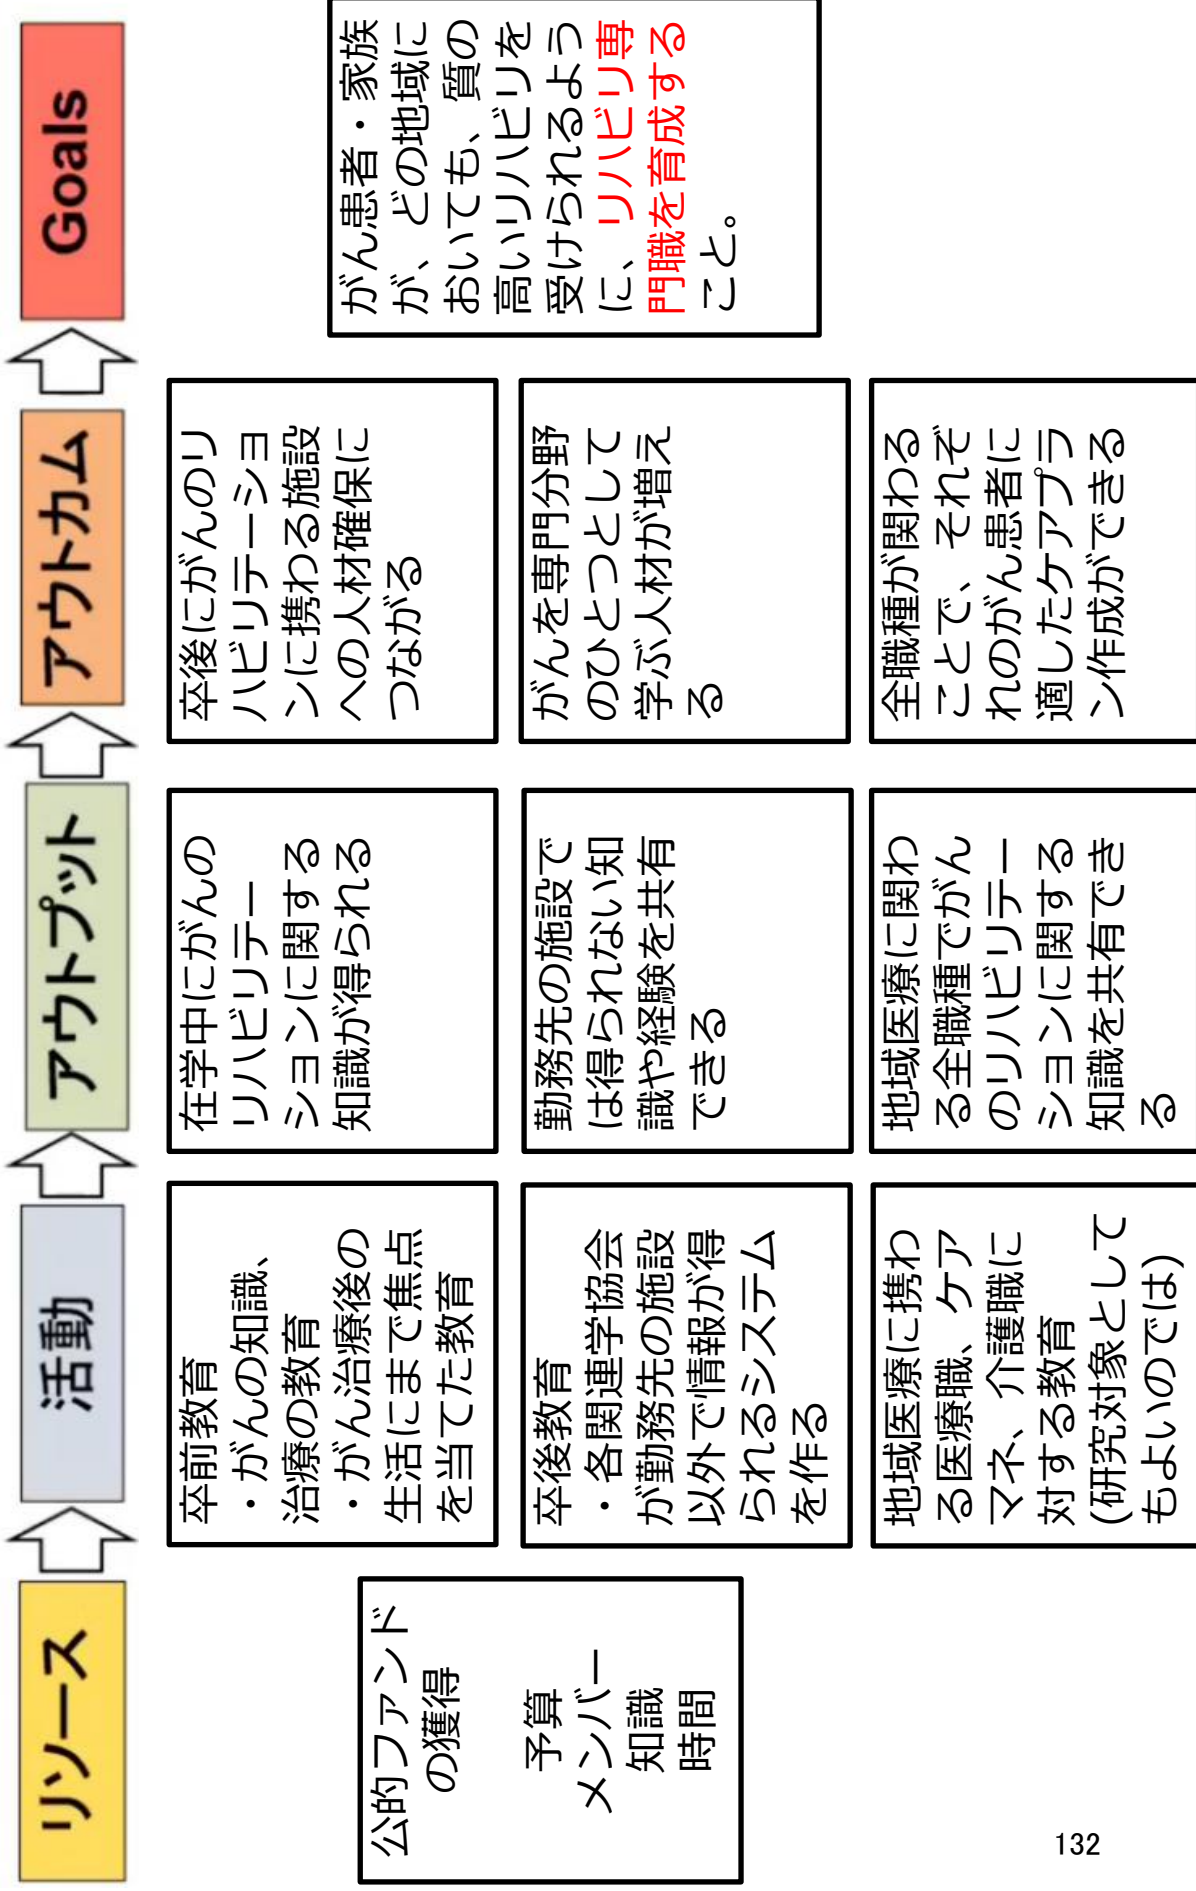 リソース
活動
アウトプット
アウトカム
Goals
公的ファンド
の獲得
予算
メンバー
知識
時間
卒前教育
・がんの知識、
治療の教育
・がん治療後の
生活にまで焦点
を当てた教育
在学中にがんの
リハビリテー
ションに関する
知識が得られる
卒後にがんのリ
ハビリテーショ
ンに携わる施設
への人材確保に
つながる
卒後教育
・各関連学協会
が勤務先の施設
以外で情報が得
られるシステム
を作る
勤務先の施設で
は得られない知
識や経験を共有
できる
がんを専門分野
のひとつとして
学ぶ人材が増え
る
地域医療に携わ
る医療職、ケア
マネ、介護職に
対する教育
(研究対象として
もよいのでは)
地域医療に関わ
る全職種でがん
のリハビリテー
ションに関する
知識を共有でき
る
全職種が関わる
ことで、それぞ
れのがん患者に
適したケアプラ
ン作成ができる
がん患者・家族
が、どの地域に
おいても、質の
高いリハビリを
受けられるよう
に、リハビリ専
門職を育成する
こと。
132